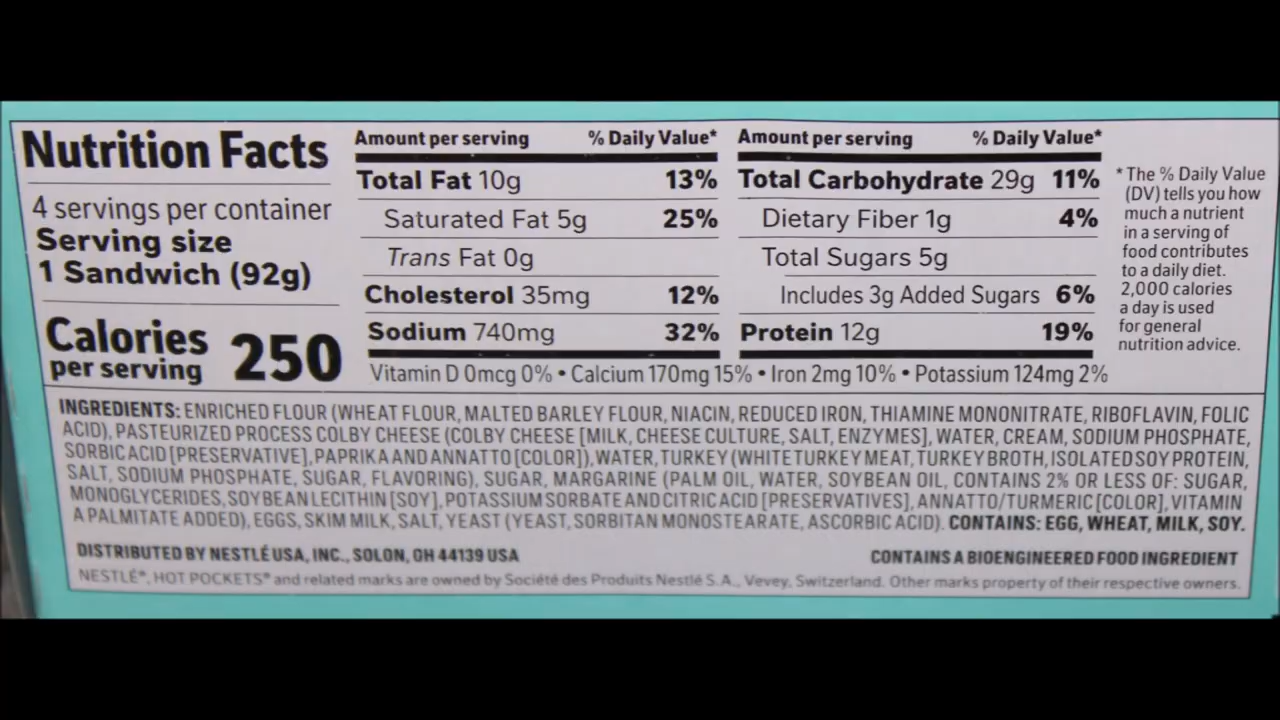 Nutrition Facts
4 servings per container
Serving size
1 Sandwich (92g)
Calories
per serving 250
Amount per serving % Daily Value*
Total Fat 10g 13%
Saturated Fat 5g 25%
Trans Fat 0g
Cholesterol 35mg 12%
Sodium 740mg 32%
Amount per serving % Daily Value*
Total Carbohydrate 29g 11%
Dietary Fiber 1g 4%
Total Sugars 5g
Includes 3g Added Sugars 6%
Protein 12g 19%
Vitamin D 0mcg 0% • Calcium 170mg 15% • Iron 2mg 10% • Potassium 124mg 2%
* The % Daily Value
(DV) tells you how
much a nutrient
in a serving of
food contributes
to a daily diet.
2,000 calories
a day is used
for general
nutrition advice.
INGREDIENTS: ENRICHED FLOUR (WHEAT FLOUR, MALTED BARLEY FLOUR, NIACIN, REDUCED IRON, THIAMINE MONONITRATE, RIBOFLAVIN, FOLIC
ACID), PASTEURIZED PROCESS COLBY CHEESE (COLBY CHEESE [MILK, CHEESE CULTURE, SALT, ENZYMES], WATER, CREAM, SODIUM PHOSPHATE,
SORBIC ACID [PRESERVATIVE], PAPRIKA AND ANNATTO [COLOR]), WATER, TURKEY (WHITE TURKEY MEAT, TURKEY BROTH, ISOLATED SOY PROTEIN,
SALT, SODIUM PHOSPHATE, SUGAR, FLAVORING), SUGAR, MARGARINE (PALM OIL, WATER, SOYBEAN OIL, CONTAINS 2% OR LESS OF: SUGAR,
MONOGLYCERIDES, SOYBEAN LECITHIN [SOY], POTASSIUM SORBATE AND CITRIC ACID [PRESERVATIVES], ANNATTO/TURMERIC [COLOR], VITAMIN
A PALMITATE ADDED), EGGS, SKIM MILK, SALT, YEAST (YEAST, SORBITAN MONOSTEARATE, ASCORBIC ACID). CONTAINS: EGG, WHEAT, MILK, SOY.
DISTRIBUTED BY NESTLÉ USA, INC., SOLON, OH 44139 USA
CONTAINS A BIOENGINEERED FOOD INGREDIENT
NESTLÉ®, HOT POCKETS® and related marks are owned by Société des Produits Nestlé S.A., Vevey, Switzerland. Other marks property of their respective owners.